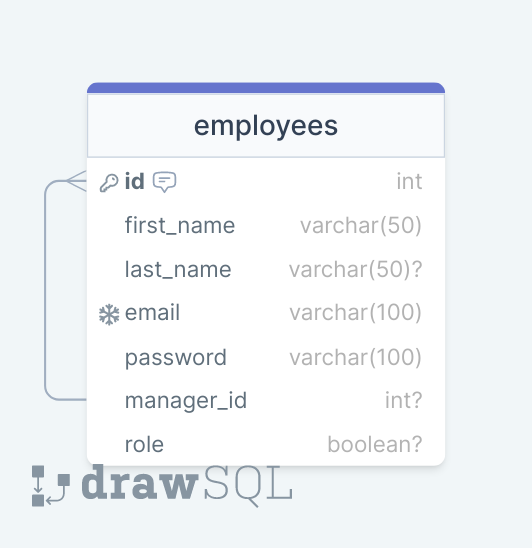 employees
id int
first_name varchar(50)
last_name varchar(50)?
email varchar(100)
password varchar(100)
manager_id int?
role boolean?
drawSQL